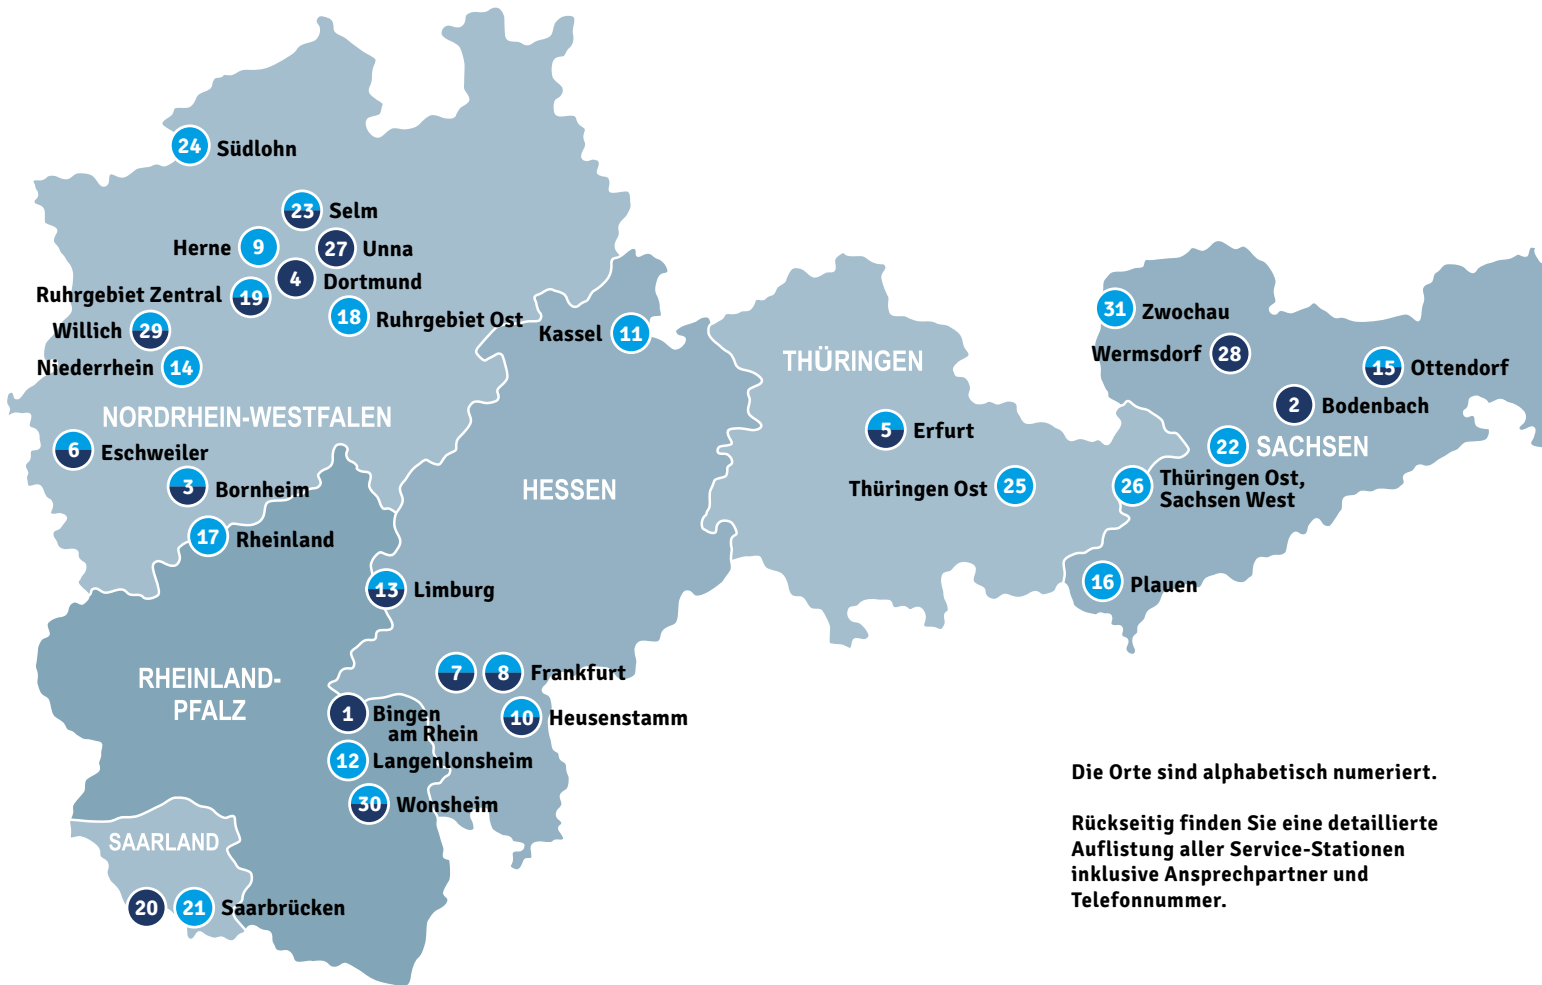 24 Südlohn
23 Selm
Herne 9
27 Unna
4 Dortmund
Ruhrgebiet Zentral 19
18 Ruhrgebiet Ost
Willich 29
Niederrhein 14
NORDRHEIN-WESTFALEN
6 Eschweiler
3 Bornheim
17 Rheinland
Kassel 11
HESSEN
13 Limburg
7 8 Frankfurt
10 Heusenstamm
RHEINLAND-
PFALZ
1 Bingen
am Rhein
12 Langenlonsheim
30 Wonsheim
SAARLAND
20 21 Saarbrücken
THÜRINGEN
5 Erfurt
Thüringen Ost 25
26 Thüringen Ost,
Sachsen West
31 Zwochau
Wermsdorf 28
15 Ottendorf
2 Bodenbach
22 SACHSEN
16 Plauen
Die Orte sind alphabetisch numeriert.
Rückseitig finden Sie eine detaillierte
Auflistung aller Service-Stationen
inklusive Ansprechpartner und
Telefonnummer.